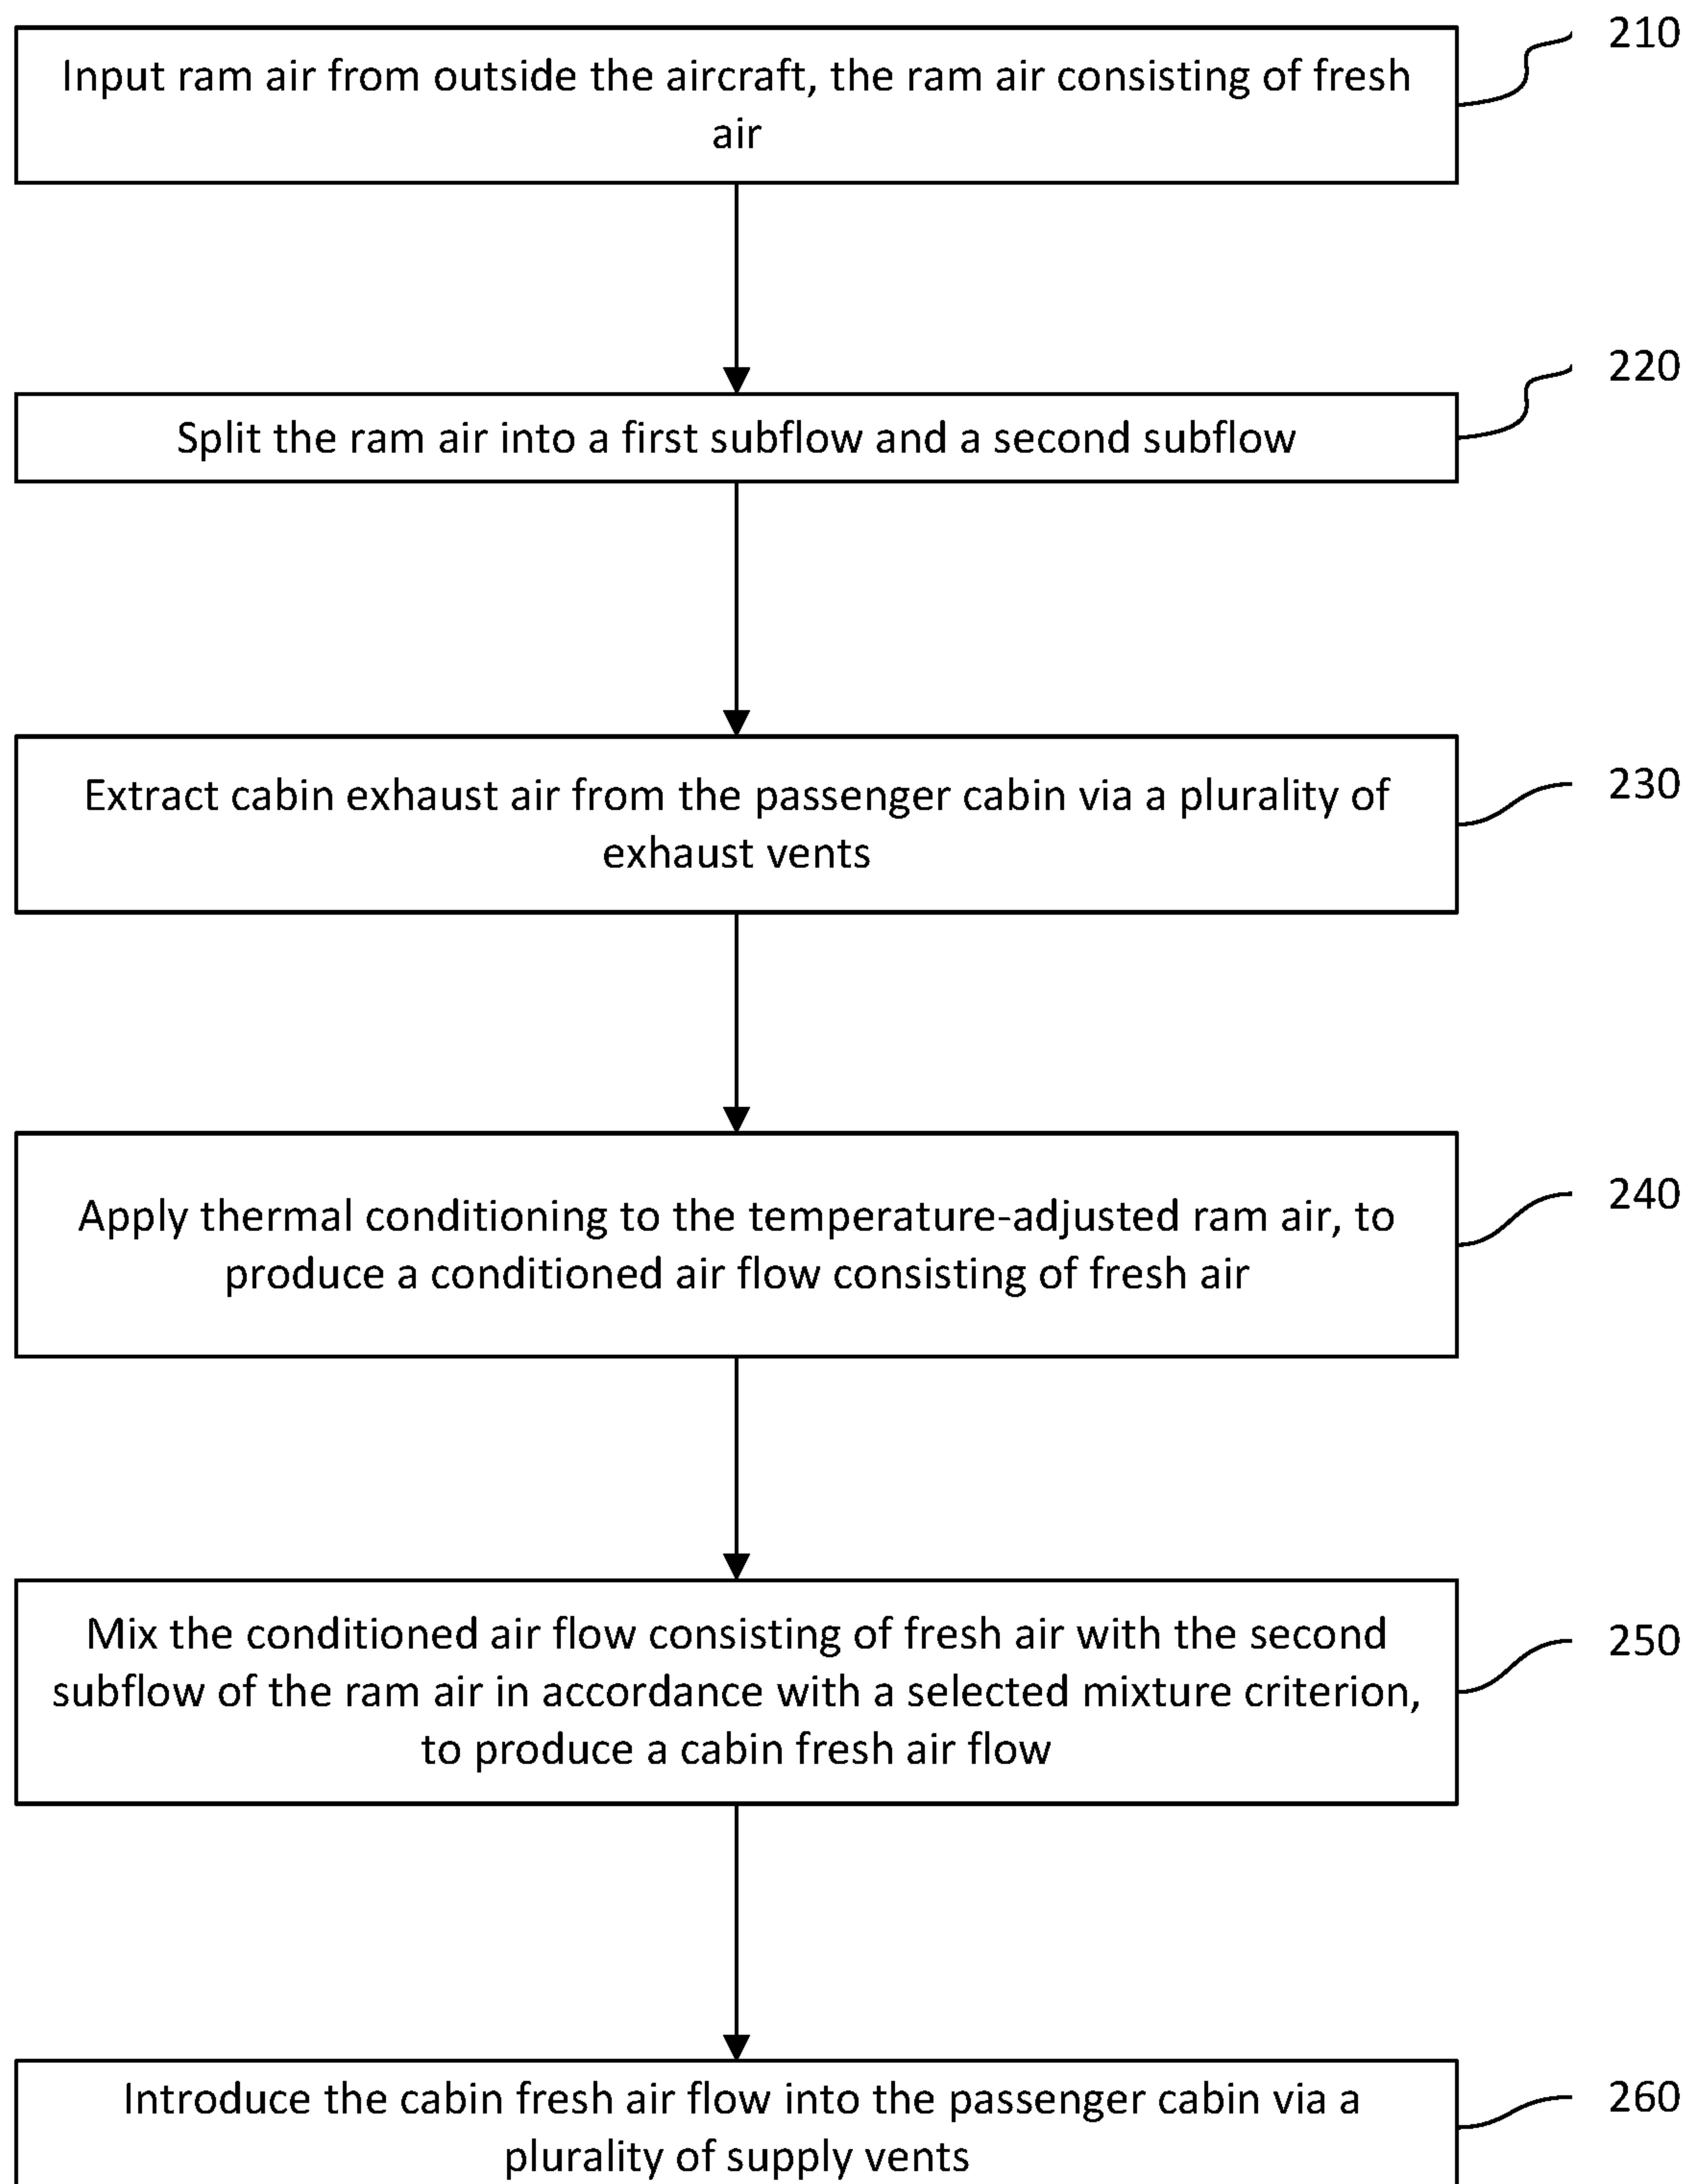 210
Input ram air from outside the aircraft, the ram air consisting of fresh
air
220
Split the ram air into a first subflow and a second subflow
230
Extract cabin exhaust air from the passenger cabin via a plurality of
exhaust vents
240
Apply thermal conditioning to the temperature-adjusted ram air, to
produce a conditioned air flow consisting of fresh air
250
Mix the conditioned air flow consisting of fresh air with the second
subflow of the ram air in accordance with a selected mixture criterion,
to produce a cabin fresh air flow
260
Introduce the cabin fresh air flow into the passenger cabin via a
plurality of supply vents